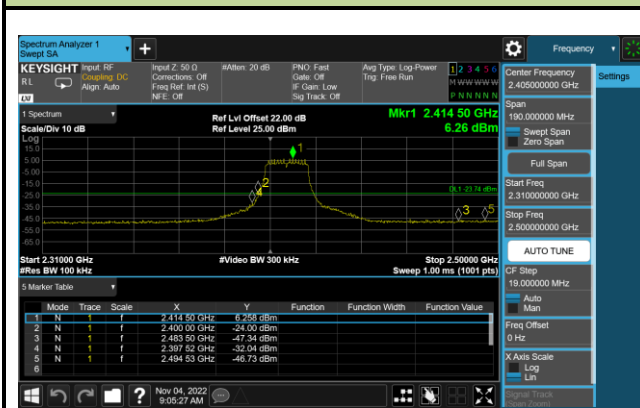 Spectrum Analyzer 1
Swept SA
+
Frequency
KEYSIGHT
RL
LXI
Input: RF
Coupling: DC
Align: Auto
Input Z: 50 Ω
Corrections: Off
Freq Ref: Int (S)
NFE: Off
#Atten: 20 dB
PNO: Fast
Gate: Off
IF Gain: Low
Sig Track: Off
Avg Type: Log-Power
Trig: Free Run
1 2 3 4 5 6
M W W W W W
P N N N N N
1 Spectrum
Scale/Div 10 dB
Ref Lvl Offset 22.00 dB
Ref Level 25.00 dBm
Mkr1 2.414 50 GHz
6.26 dBm
Log
15.0
5.00
-5.00
-15.0
-25.0
-35.0
-45.0
-55.0
-65.0
1
2
4
3
5
DL1 -23.74 dBm
Start 2.31000 GHz
#Res BW 100 kHz
#Video BW 300 kHz
Stop 2.50000 GHz
Sweep 1.00 ms (1001 pts)
5 Marker Table
Mode Trace Scale X Y Function Function Width Function Value
1 N 1 f 2.414 50 GHz 6.258 dBm
2 N 1 f 2.400 00 GHz -24.00 dBm
3 N 1 f 2.483 50 GHz -47.34 dBm
4 N 1 f 2.397 52 GHz -32.04 dBm
5 N 1 f 2.494 53 GHz -46.73 dBm
6
Nov 04, 2022
9:05:27 AM
?
Center Frequency
2.405000000 GHz
Settings
Span
190.000000 MHz
Swept Span
Zero Span
Full Span
Start Freq
2.310000000 GHz
Stop Freq
2.500000000 GHz
AUTO TUNE
CF Step
19.000000 MHz
Auto
Man
Freq Offset
0 Hz
X Axis Scale
Log
Lin
Signal Track
(Span Zoom)